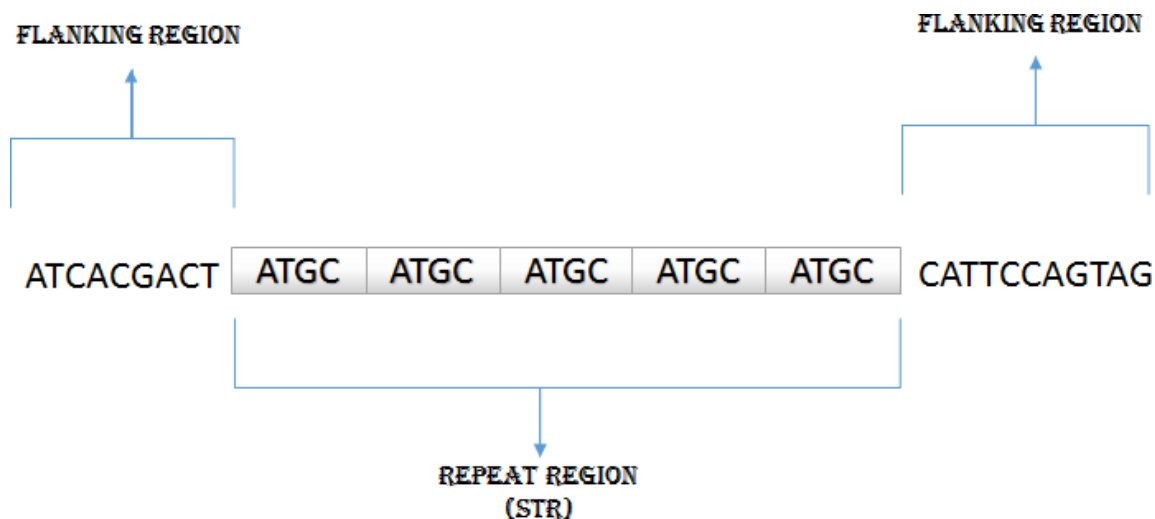 FLANKING REGION
FLANKING REGION
ATCACGACT ATGC ATGC ATGC ATGC ATGC CATTCCAGTAG
REPEAT REGION
(STR)